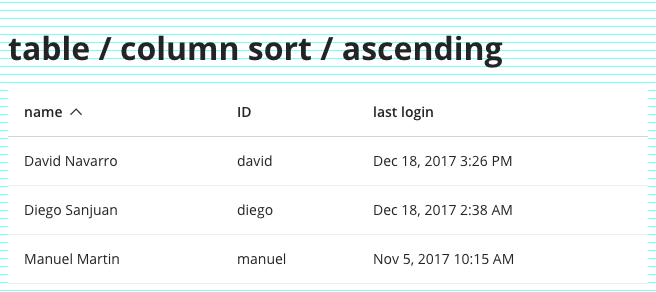 table / column sort / ascending
name ID last login
David Navarro david Dec 18, 2017 3:26 PM
Diego Sanjuan diego Dec 18, 2017 2:38 AM
Manuel Martin manuel Nov 5, 2017 10:15 AM